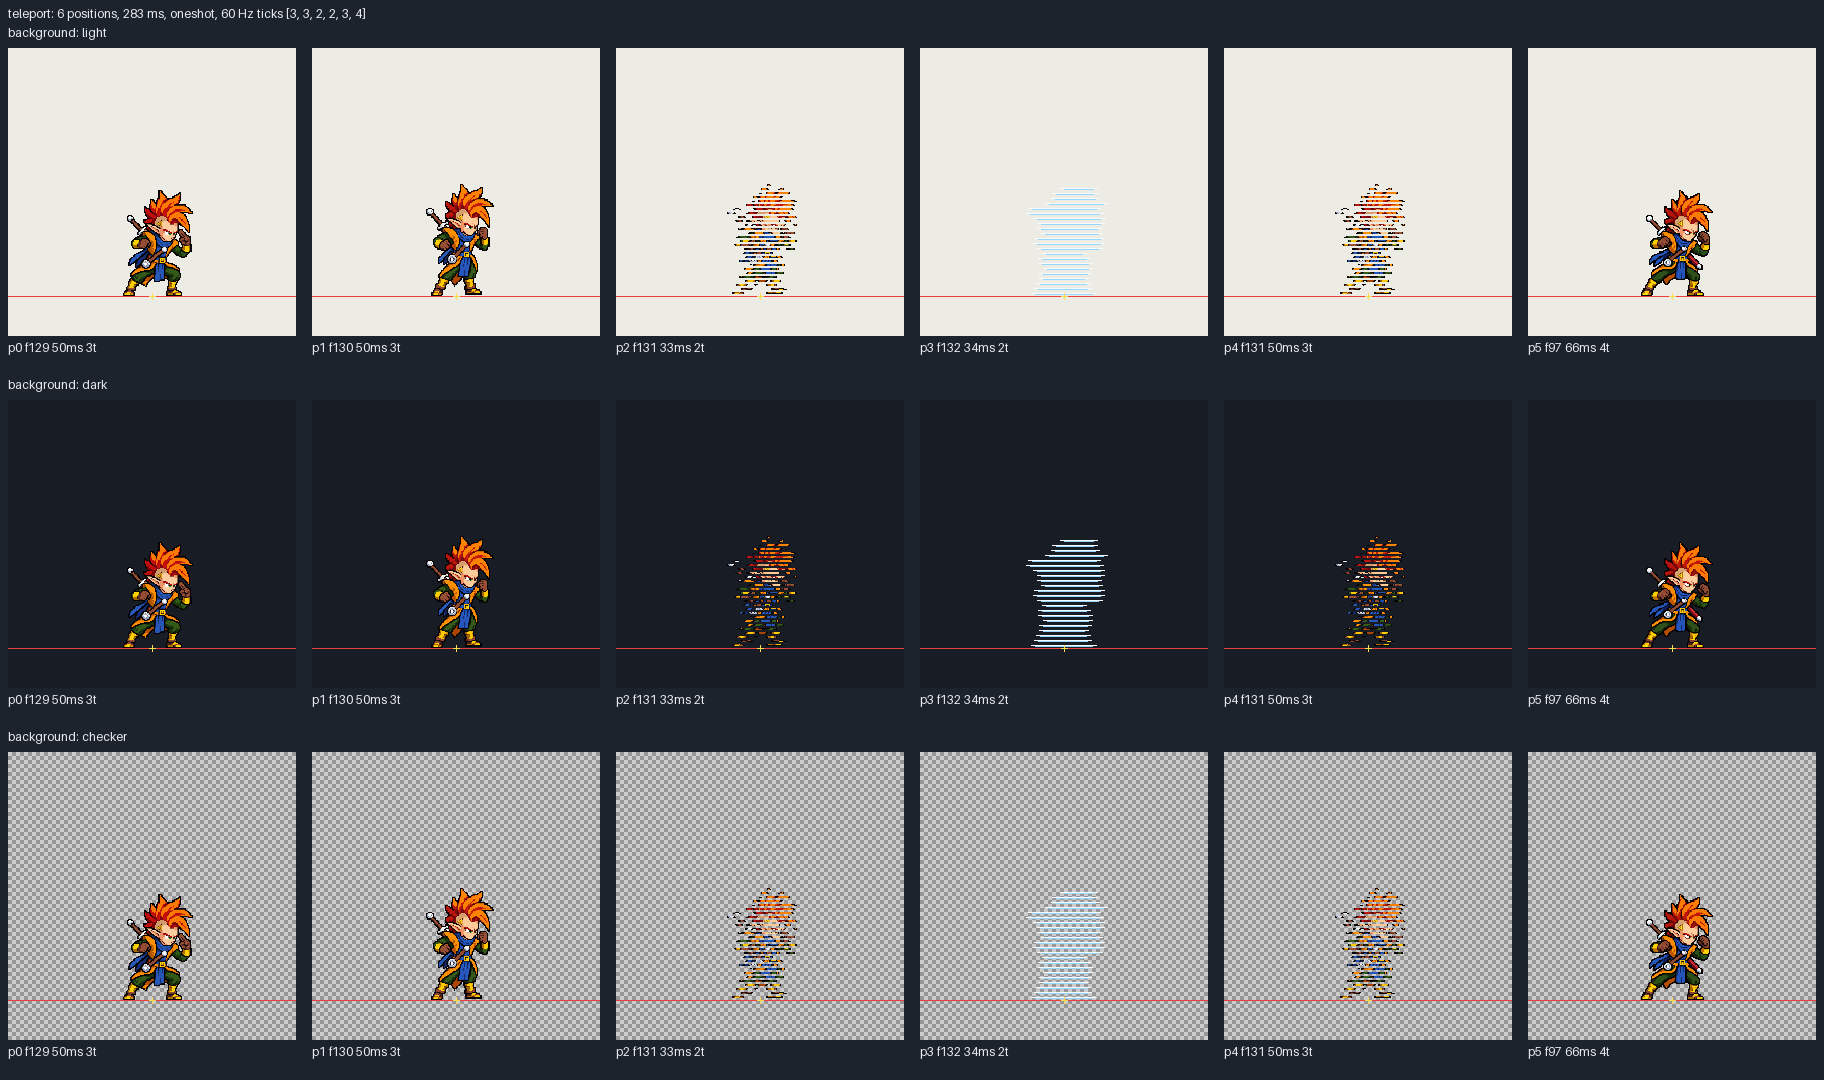 teleport: 6 positions, 283 ms, oneshot, 60 Hz ticks [3, 3, 2, 2, 3, 4]
background: light
p0 f129 50ms 3t p1 f130 50ms 3t p2 f131 33ms 2t p3 f132 34ms 2t p4 f131 50ms 3t p5 f97 66ms 4t
background: dark
p0 f129 50ms 3t p1 f130 50ms 3t p2 f131 33ms 2t p3 f132 34ms 2t p4 f131 50ms 3t p5 f97 66ms 4t
background: checker
p0 f129 50ms 3t p1 f130 50ms 3t p2 f131 33ms 2t p3 f132 34ms 2t p4 f131 50ms 3t p5 f97 66ms 4t